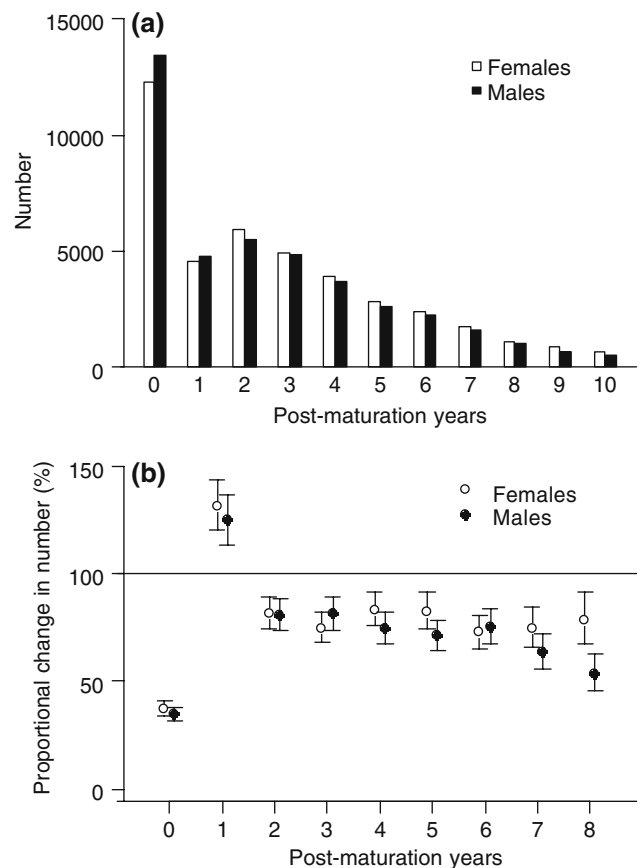 (a)
15000
10000
5000
0
Number
Females
Males
0 1 2 3 4 5 6 7 8 9 10
Post-maturation years
(b)
150
100
50
0
Proportional change in number (%)
Females
Males
0 1 2 3 4 5 6 7 8
Post-maturation years